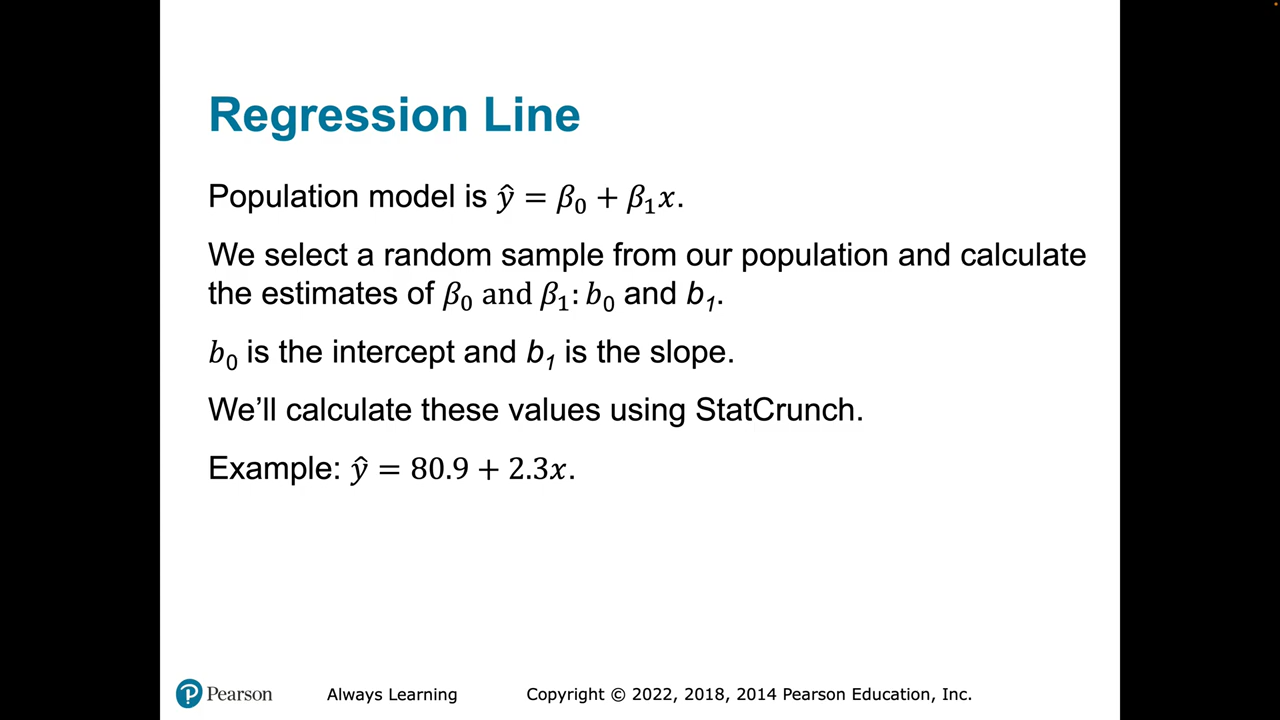 Regression Line
Population model is ŷ = β₀ + β₁x.
We select a random sample from our population and calculate
the estimates of β₀ and β₁: b₀ and b₁.
b₀ is the intercept and b₁ is the slope.
We’ll calculate these values using StatCrunch.
Example: ŷ = 80.9 + 2.3x.
P Pearson Always Learning Copyright © 2022, 2018, 2014 Pearson Education, Inc.